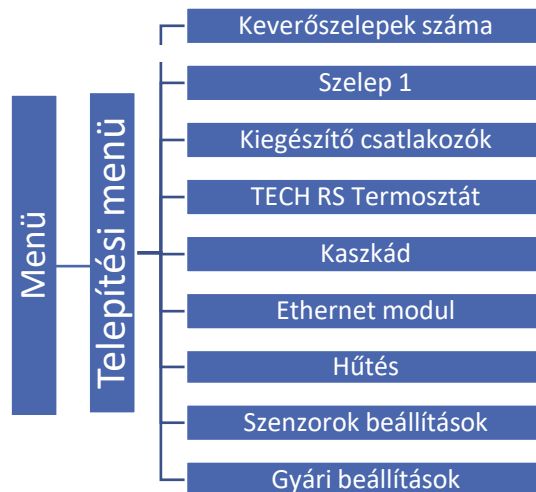 Menü
Telepítési menü
Keverőszelepek száma
Szelep 1
Kiegészítő csatlakozók
TECH RS Termosztát
Kaszkád
Ethernet modul
Hűtés
Szenzorok beállítások
Gyári beállítások